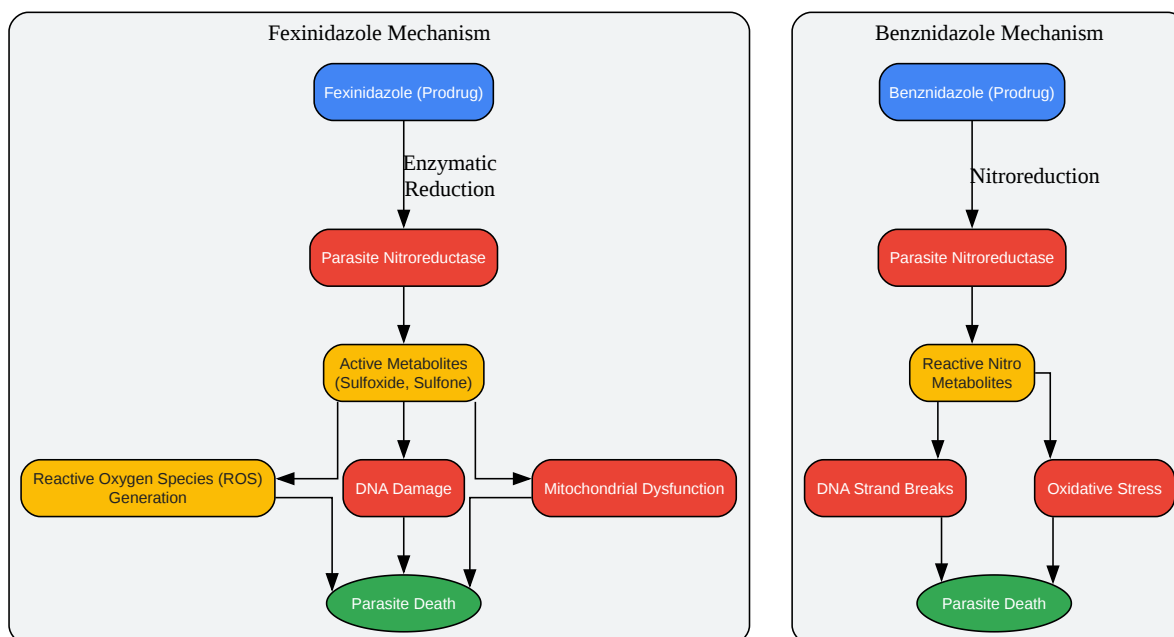 Fexinidazole Mechanism
Fexinidazole (Prodrug)
Enzymatic
Reduction
Parasite Nitroreductase
Active Metabolites
(Sulfoxide, Sulfone)
Reactive Oxygen Species (ROS)
Generation
DNA Damage
Mitochondrial Dysfunction
Parasite Death
Benznidazole Mechanism
Benznidazole (Prodrug)
Nitroreduction
Parasite Nitroreductase
Reactive Nitro
Metabolites
DNA Strand Breaks
Oxidative Stress
Parasite Death